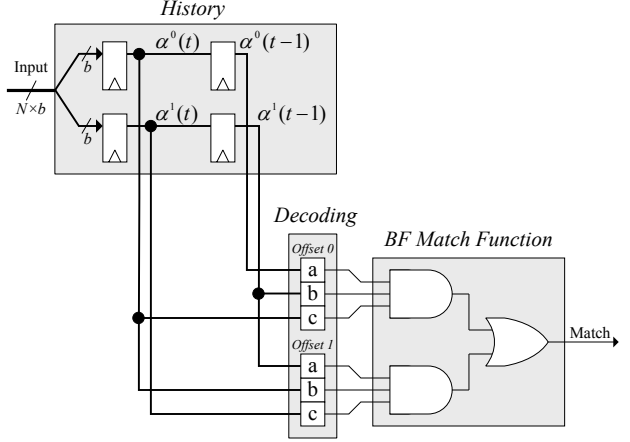 History
α⁰(t) α⁰(t−1)
Input
b
N×b
α¹(t) α¹(t−1)
b
Decoding
BF Match Function
Offset 0
a
b
c
Match
Offset 1
a
b
c